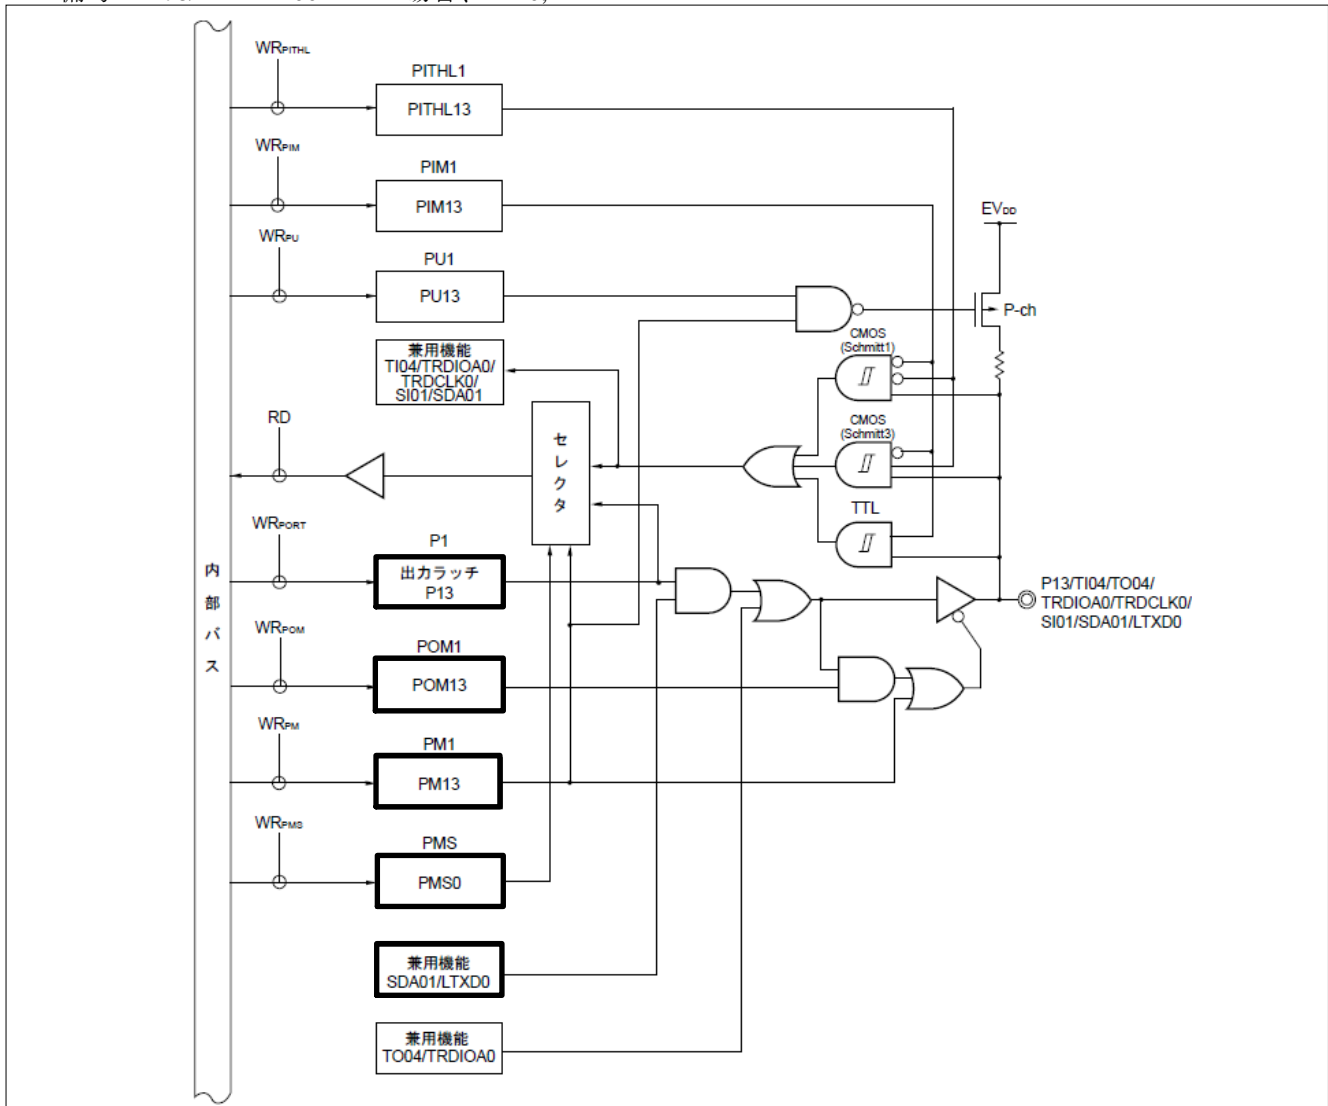 WRPITHL
PITHL1
PITHL13
WRPIM
PIM1
PIM13
EVDD
WRPU
PU1
PU13
P-ch
CMOS
(Schmitt1)
兼用機能
TI04/TRDIOA0/
TRDCLK0/
SI01/SDA01
RD
セレクタ
CMOS
(Schmitt3)
TTL
WRPORT
P1
出力ラッチ
P13
内部バス
P13/TI04/TO04/
TRDIOA0/TRDCLK0/
SI01/SDA01/LTXD0
WRPOM
POM1
POM13
WRPM
PM1
PM13
WRPMS
PMS
PMS0
兼用機能
SDA01/LTXD0
兼用機能
TO04/TRDIOA0